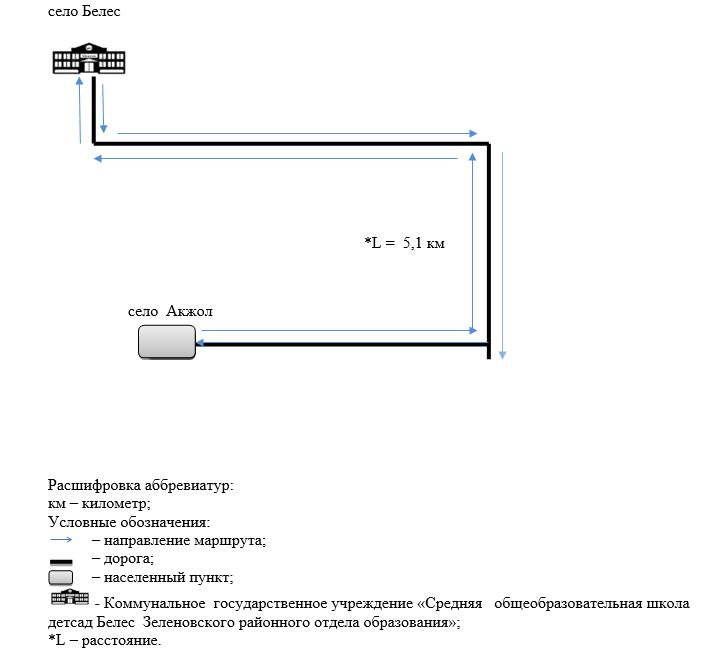 село Белес
*L = 5,1 км
село Акжол
Расшифровка аббревиатур:
км – километр;
Условные обозначения:
– направление маршрута;
– дорога;
– населенный пункт;
- Коммунальное государственное учреждение «Средняя общеобразовательная школа
детсад Белес Зеленовского районного отдела образования»;
*L – расстояние.